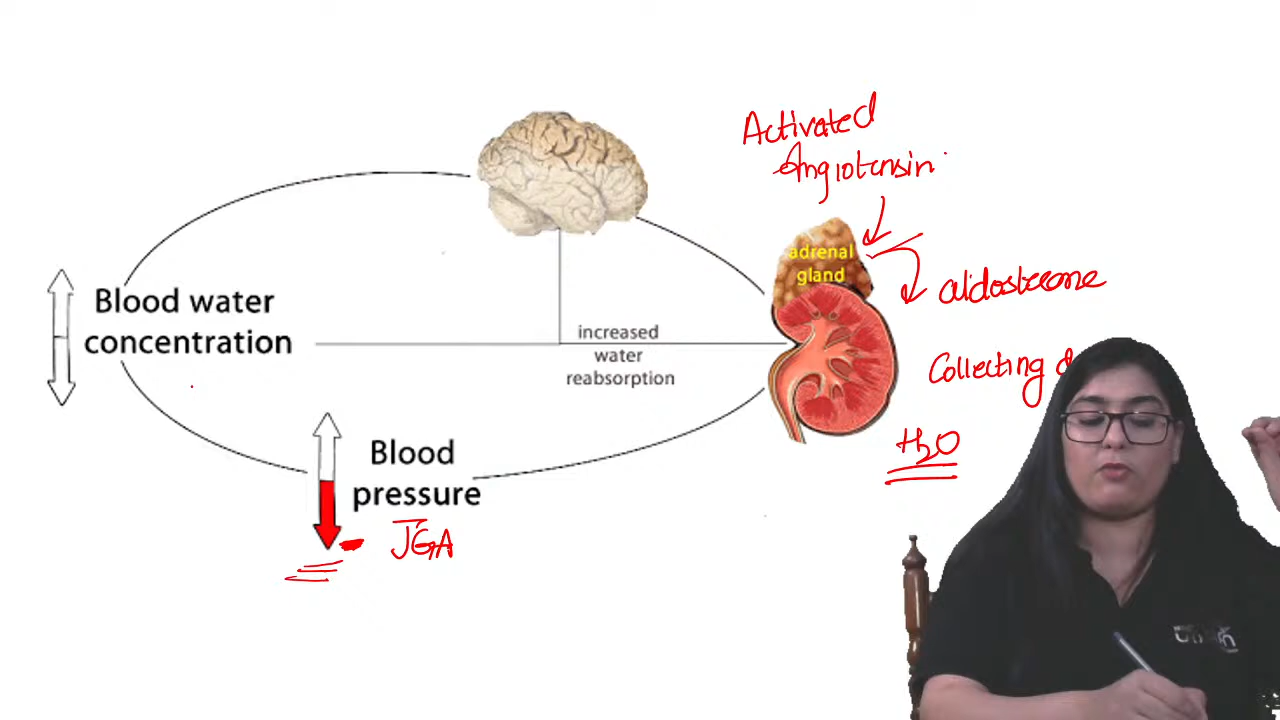 Activated
Angiotensin
adrenal
gland
aldosterone
Blood water
concentration
increased
water
reabsorption
Collecting
H2O
Blood
pressure
JGA